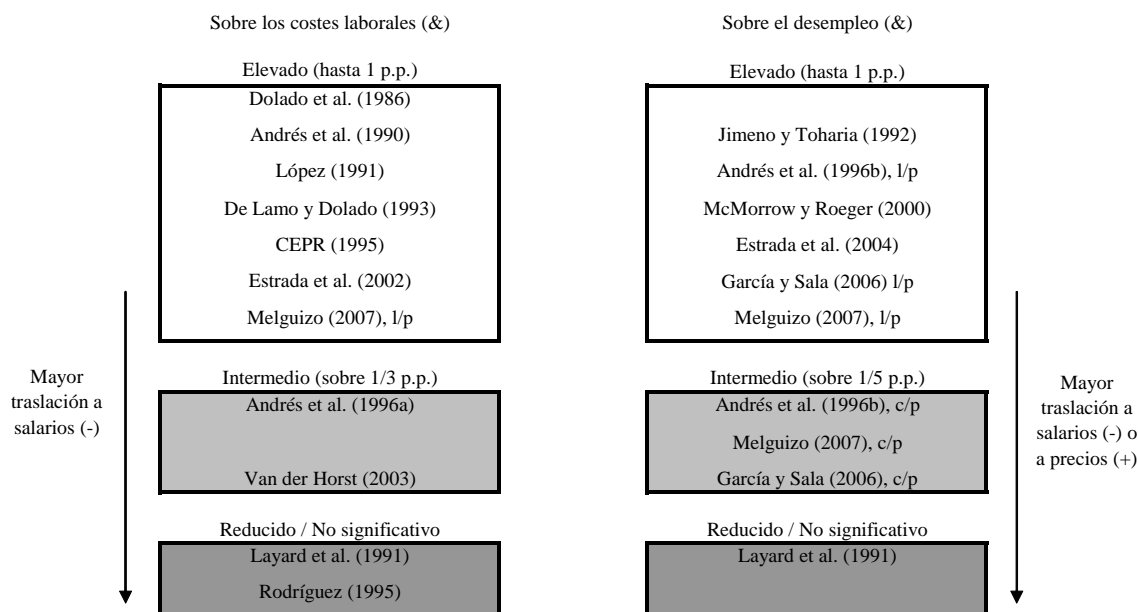 Sobre los costes laborales (&)
Elevado (hasta 1 p.p.)
Dolado et al. (1986)
Andrés et al. (1990)
López (1991)
De Lamo y Dolado (1993)
CEPR (1995)
Estrada et al. (2002)
Melguizo (2007), l/p
Intermedio (sobre 1/3 p.p.)
Andrés et al. (1996a)
Van der Horst (2003)
Reducido / No significativo
Layard et al. (1991)
Rodríguez (1995)
Mayor
traslación a
salarios (-)
Sobre el desempleo (&)
Elevado (hasta 1 p.p.)
Jimeno y Toharia (1992)
Andrés et al. (1996b), l/p
McMorrow y Roeger (2000)
Estrada et al. (2004)
García y Sala (2006) l/p
Melguizo (2007), l/p
Intermedio (sobre 1/5 p.p.)
Andrés et al. (1996b), c/p
Melguizo (2007), c/p
García y Sala (2006), c/p
Reducido / No significativo
Layard et al. (1991)
Mayor
traslación a
salarios (-) o
a precios (+)